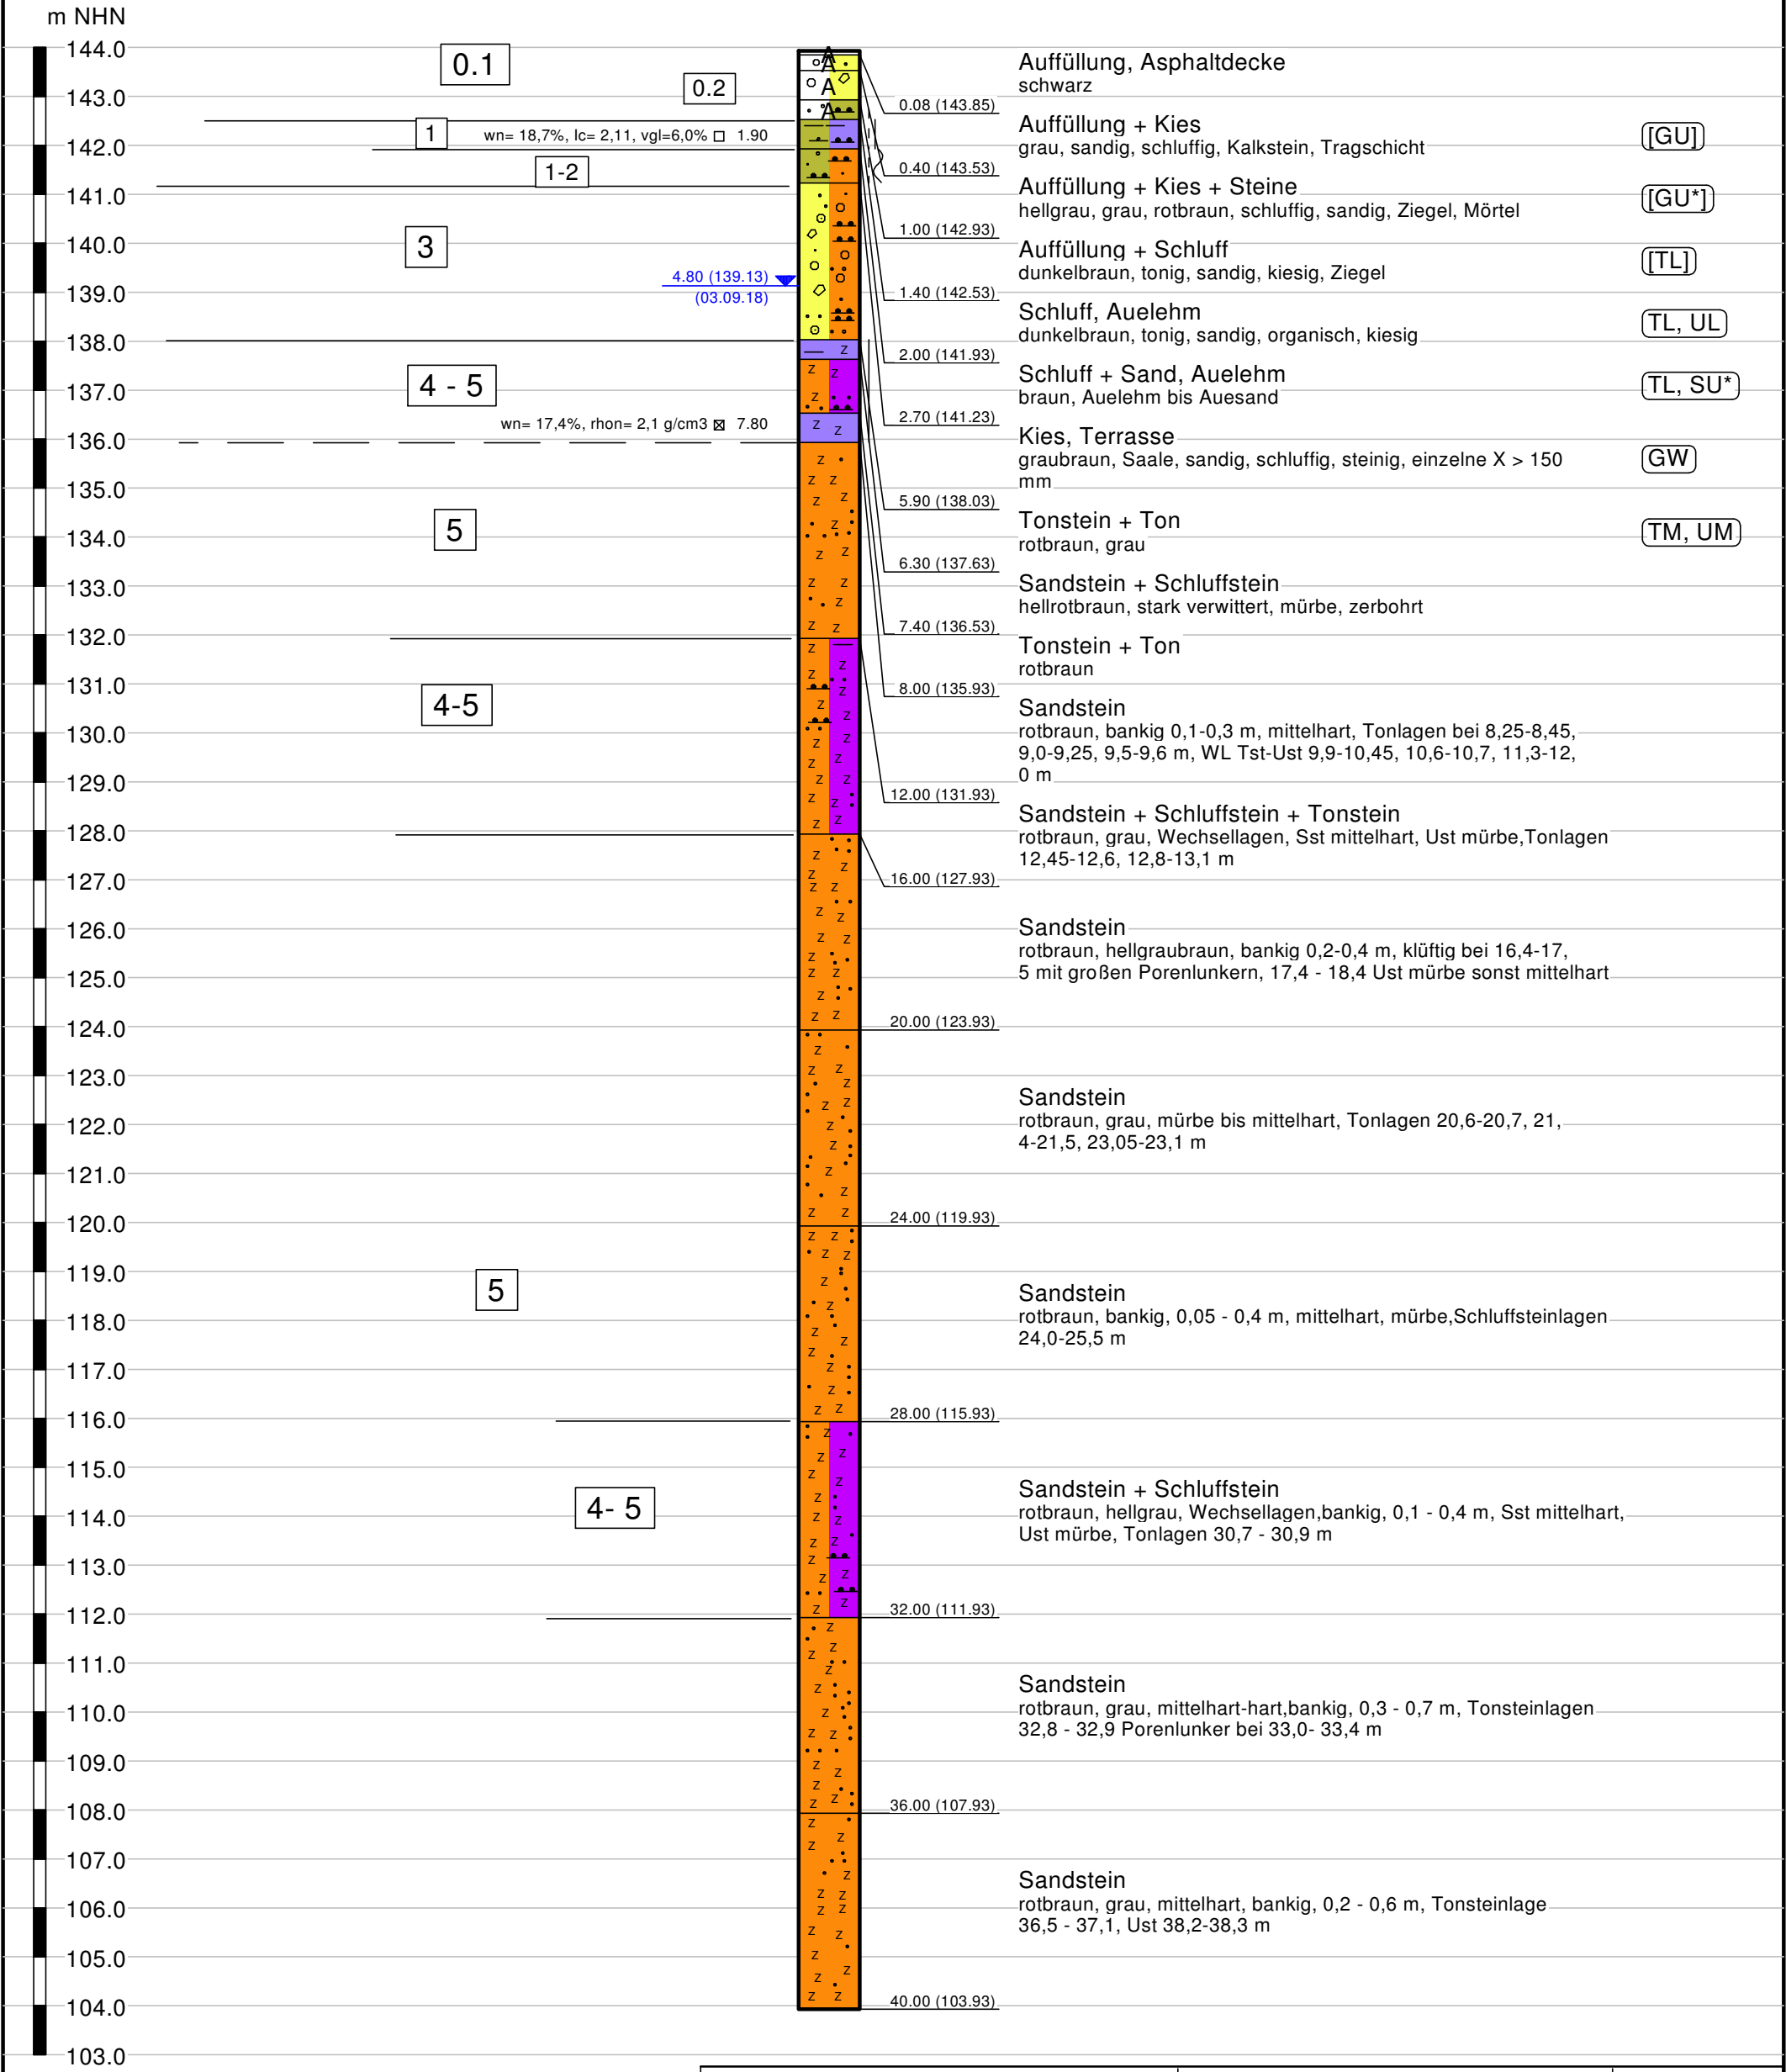 m NHN
144.0
143.0
142.0
141.0
140.0
139.0
138.0
137.0
136.0
135.0
134.0
133.0
132.0
131.0
130.0
129.0
128.0
127.0
126.0
125.0
124.0
123.0
122.0
121.0
120.0
119.0
118.0
117.0
116.0
115.0
114.0
113.0
112.0
111.0
110.0
109.0
108.0
107.0
106.0
105.0
104.0
103.0
0.1
0.2
1
wn= 18,7%, Ic= 2,11, vgl=6,0% 1.90
1-2
3
4.80 (139.13)
(03.09.18)
4 - 5
wn= 17,4%, rhon= 2,1 g/cm3 7.80
5
4-5
5
4- 5
A
A
A
A
0.08 (143.85)
0.40 (143.53)
1.00 (142.93)
1.40 (142.53)
2.00 (141.93)
2.70 (141.23)
5.90 (138.03)
6.30 (137.63)
7.40 (136.53)
8.00 (135.93)
12.00 (131.93)
16.00 (127.93)
20.00 (123.93)
24.00 (119.93)
28.00 (115.93)
32.00 (111.93)
36.00 (107.93)
40.00 (103.93)
Auffüllung, Asphaltdecke
schwarz
Auffüllung + Kies
grau, sandig, schluffig, Kalkstein, Tragschicht
[GU]
Auffüllung + Kies + Steine
hellgrau, grau, rotbraun, schluffig, sandig, Ziegel, Mörtel
[GU*]
Auffüllung + Schluff
dunkelbraun, tonig, sandig, kiesig, Ziegel
[TL]
Schluff, Auelehm
dunkelbraun, tonig, sandig, organisch, kiesig
TL, UL
Schluff + Sand, Auelehm
braun, Auelehm bis Auesand
TL, SU*
Kies, Terrasse
graubraun, Saale, sandig, schluffig, steinig, einzelne X > 150
mm
GW
Tonstein + Ton
rotbraun, grau
TM, UM
Sandstein + Schluffstein
hellrotbraun, stark verwittert, mürbe, zerbohrt
Tonstein + Ton
rotbraun
Sandstein
rotbraun, bankig 0,1-0,3 m, mittelhart, Tonlagen bei 8,25-8,45,
9,0-9,25, 9,5-9,6 m, WL Tst-Ust 9,9-10,45, 10,6-10,7, 11,3-12,
0 m
Sandstein + Schluffstein + Tonstein
rotbraun, grau, Wechsellagen, Sst mittelhart, Ust mürbe,Tonlagen
12,45-12,6, 12,8-13,1 m
Sandstein
rotbraun, hellgraubraun, bankig 0,2-0,4 m, klüftig bei 16,4-17,
5 mit großen Porenlunkern, 17,4 - 18,4 Ust mürbe sonst mittelhart
Sandstein
rotbraun, grau, mürbe bis mittelhart, Tonlagen 20,6-20,7, 21,
4-21,5, 23,05-23,1 m
Sandstein
rotbraun, bankig, 0,05 - 0,4 m, mittelhart, mürbe,Schluffsteinlagen
24,0-25,5 m
Sandstein + Schluffstein
rotbraun, hellgrau, Wechsellagen,bankig, 0,1 - 0,4 m, Sst mittelhart,
Ust mürbe, Tonlagen 30,7 - 30,9 m
Sandstein
rotbraun, grau, mittelhart-hart,bankig, 0,3 - 0,7 m, Tonsteinlagen
32,8 - 32,9 Porenlunker bei 33,0- 33,4 m
Sandstein
rotbraun, grau, mittelhart, bankig, 0,2 - 0,6 m, Tonsteinlage
36,5 - 37,1, Ust 38,2-38,3 m